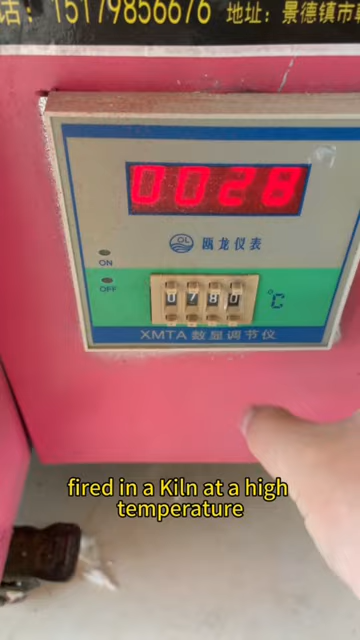 话：15179856676 地址：景德镇市
0028
OL
瓯龙仪表
ON
OFF
0780
°C
XMTA 数显调节仪
fired in a Kiln at a high
temperature